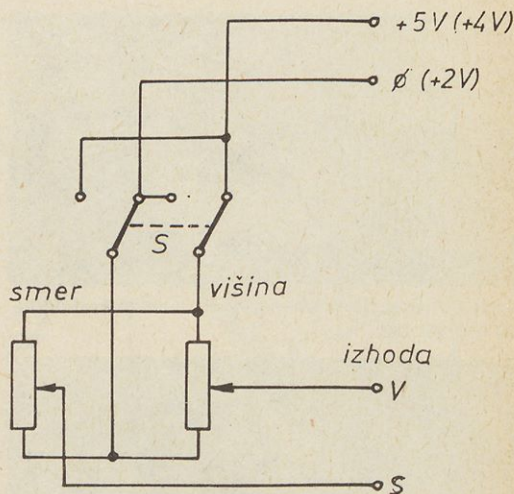 +5V (+4V)
ø (+2V)
S
smer
višina
izhoda
V
S